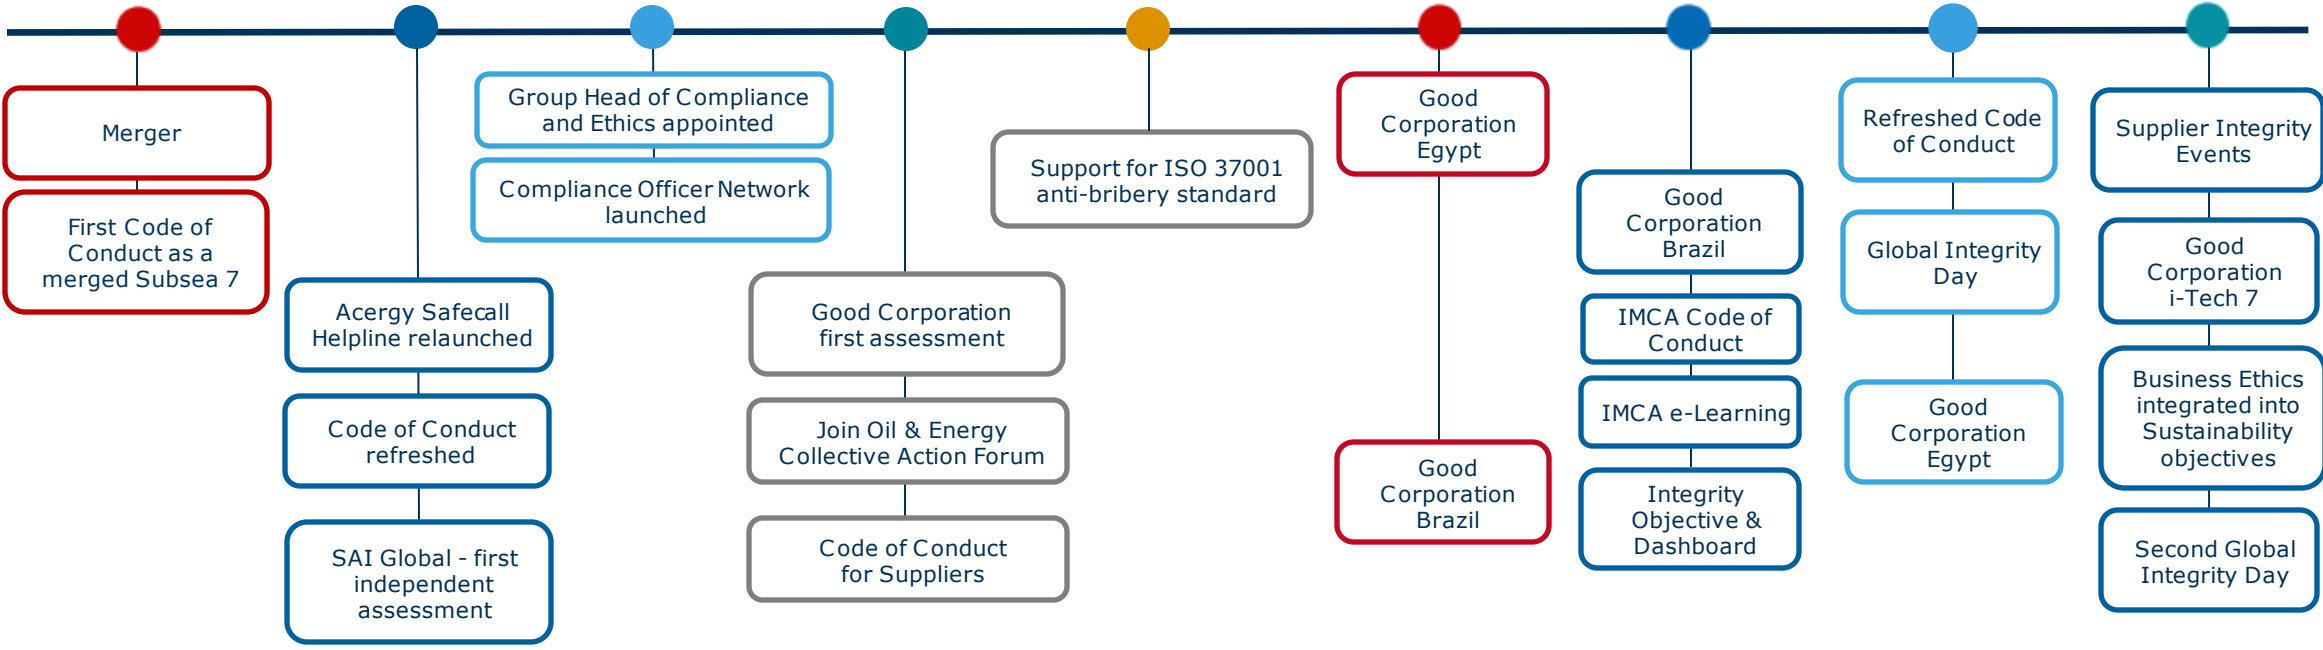 Merger
First Code of
Conduct as a
merged Subsea 7
Acergy Safecall
Helpline relaunched
Code of Conduct
refreshed
SAI Global - first
independent
assessment
Group Head of Compliance
and Ethics appointed
Compliance Officer Network
launched
Good Corporation
first assessment
Join Oil & Energy
Collective Action Forum
Code of Conduct
for Suppliers
Support for ISO 37001
anti-bribery standard
Good
Corporation
Egypt
Good
Corporation
Brazil
Good
Corporation
Brazil
IMCA Code of
Conduct
IMCA e-Learning
Integrity
Objective &
Dashboard
Refreshed Code
of Conduct
Global Integrity
Day
Good
Corporation
Egypt
Supplier Integrity
Events
Good
Corporation
i-Tech 7
Business Ethics
integrated into
Sustainability
objectives
Second Global
Integrity Day